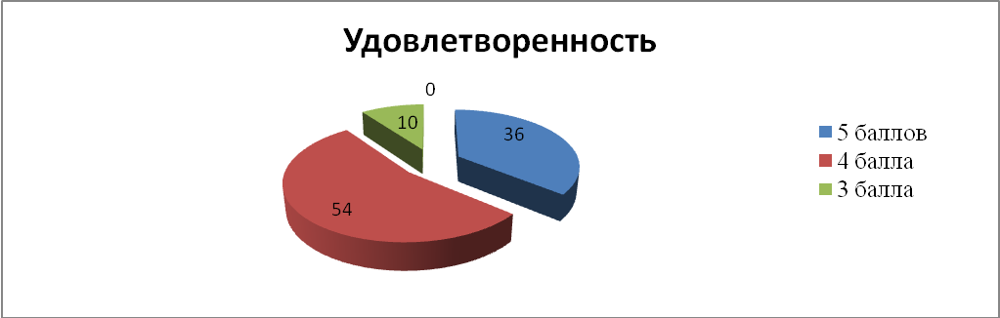 Удовлетворенность
0
10
36
54
5 баллов
4 балла
3 балла